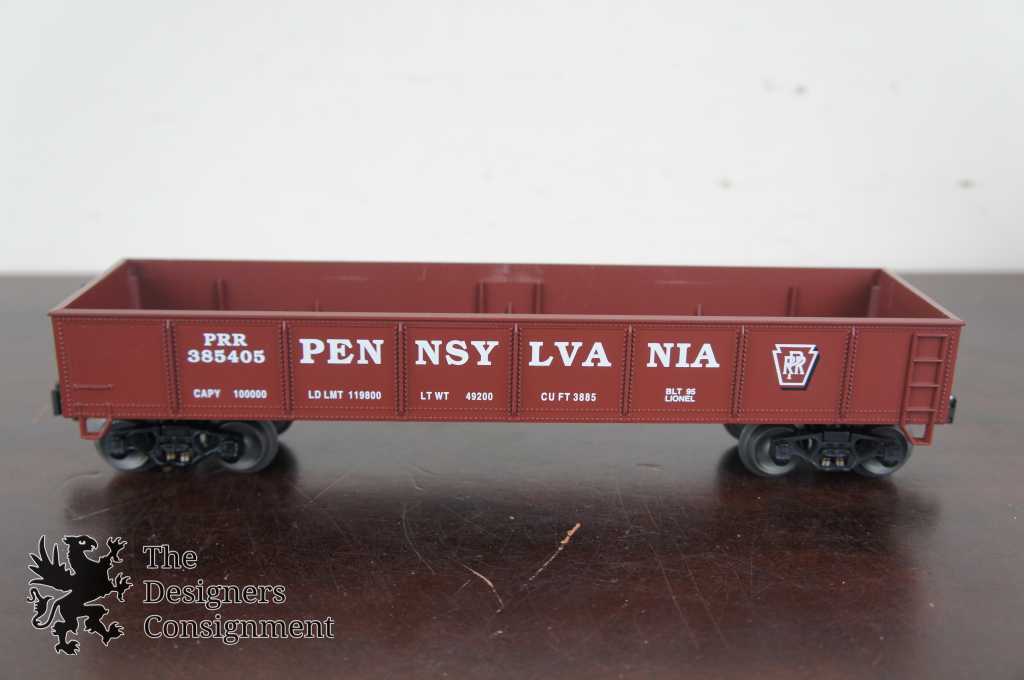 PRR
385405
PEN NSY LVA NIA
CAPY 100000 LD LMT 119800 LT WT 49200 CU FT 3885
BLT 95
LIONEL
PRR
The
Designers
Consignment